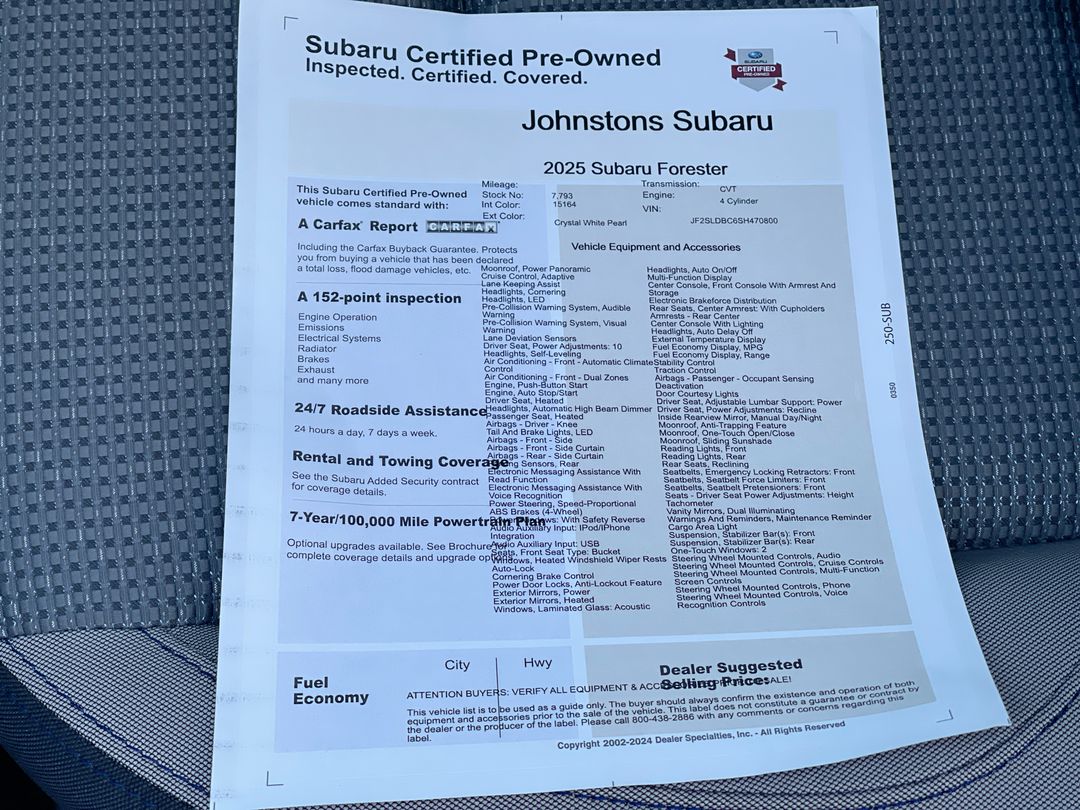 Subaru Certified Pre-Owned
Inspected. Certified. Covered.
SUBARU
CERTIFIED
PRE-OWNED
Johnstons Subaru
2025 Subaru Forester
This Subaru Certified Pre-Owned
vehicle comes standard with:
A Carfax® Report CARFAX
Including the Carfax Buyback Guarantee. Protects
you from buying a vehicle that has been declared
a total loss, flood damage vehicles, etc.
A 152-point inspection
Engine Operation
Emissions
Electrical Systems
Radiator
Brakes
Exhaust
and many more
24/7 Roadside Assistance
24 hours a day, 7 days a week.
Rental and Towing Coverage
See the Subaru Added Security contract
for coverage details.
7-Year/100,000 Mile Powertrain Plan
Optional upgrades available. See Brochure for
complete coverage details and upgrade options.
Mileage:
Stock No: 7,793
Int Color: 15164
Ext Color:
Crystal White Pearl
Transmission: CVT
Engine: 4 Cylinder
VIN:
JF2SLDBC6SH470800
Vehicle Equipment and Accessories
Moonroof, Power Panoramic
Cruise Control, Adaptive
Lane Keeping Assist
Headlights, Cornering
Headlights, LED
Pre-Collision Warning System, Audible
Warning
Pre-Collision Warning System, Visual
Warning
Lane Deviation Sensors
Driver Seat, Power Adjustments: 10
Headlights, Self-Leveling
Air Conditioning - Front - Automatic Climate
Control
Air Conditioning - Front - Dual Zones
Engine, Push-Button Start
Engine, Auto Stop/Start
Driver Seat, Heated
Headlights, Automatic High Beam Dimmer
Passenger Seat, Heated
Airbags - Driver - Knee
Tail And Brake Lights, LED
Airbags - Front - Side
Airbags - Front - Side Curtain
Airbags - Rear - Side Curtain
Sensors, Rear
Electronic Messaging Assistance With
Read Function
Electronic Messaging Assistance With
Voice Recognition
Power Steering, Speed-Proportional
ABS Brakes (4-Wheel)
With Safety Reverse
Audio Auxiliary Input: IPod/IPhone
Integration
Audio Auxiliary Input: USB
Seats, Front Seat Type: Bucket
Windows, Heated Windshield Wiper Rests
Auto-Lock
Cornering Brake Control
Power Door Locks, Anti-Lockout Feature
Exterior Mirrors, Power
Exterior Mirrors, Heated
Windows, Laminated Glass: Acoustic
Headlights, Auto On/Off
Multi-Function Display
Center Console, Front Console With Armrest And
Storage
Electronic Brakeforce Distribution
Rear Seats, Center Armrest: With Cupholders
Armrests - Rear Center
Center Console With Lighting
Headlights, Auto Delay Off
External Temperature Display
Fuel Economy Display, MPG
Fuel Economy Display, Range
Stability Control
Traction Control
Airbags - Passenger - Occupant Sensing
Deactivation
Door Courtesy Lights
Driver Seat, Adjustable Lumbar Support: Power
Driver Seat, Power Adjustments: Recline
Inside Rearview Mirror, Manual Day/Night
Moonroof, Anti-Trapping Feature
Moonroof, One-Touch Open/Close
Moonroof, Sliding Sunshade
Reading Lights, Front
Reading Lights, Rear
Rear Seats, Reclining
Seatbelts, Emergency Locking Retractors: Front
Seatbelts, Seatbelt Force Limiters: Front
Seatbelts, Seatbelt Pretensioners: Front
Seats - Driver Seat Power Adjustments: Height
Tachometer
Vanity Mirrors, Dual Illuminating
Warnings And Reminders, Maintenance Reminder
Cargo Area Light
Suspension, Stabilizer Bar(s): Front
Suspension, Stabilizer Bar(s): Rear
One-Touch Windows: 2
Steering Wheel Mounted Controls, Audio
Steering Wheel Mounted Controls, Cruise Controls
Steering Wheel Mounted Controls, Multi-Function
Screen Controls
Steering Wheel Mounted Controls, Phone
Steering Wheel Mounted Controls, Voice
Recognition Controls
250-SUB
0350
Fuel
Economy
City
Hwy
Dealer Suggested
Selling Price:
ATTENTION BUYERS: VERIFY ALL EQUIPMENT & SALE!
This vehicle list is to be used as a guide only. The buyer should always confirm the existence and operation of both
equipment and accessories prior to the sale of the vehicle. This label does not constitute a guarantee or contract by
the dealer or the producer of the label. Please call 800-438-2886 with any comments or concerns regarding this
label.
Copyright 2002-2024 Dealer Specialties, Inc. - All Rights Reserved